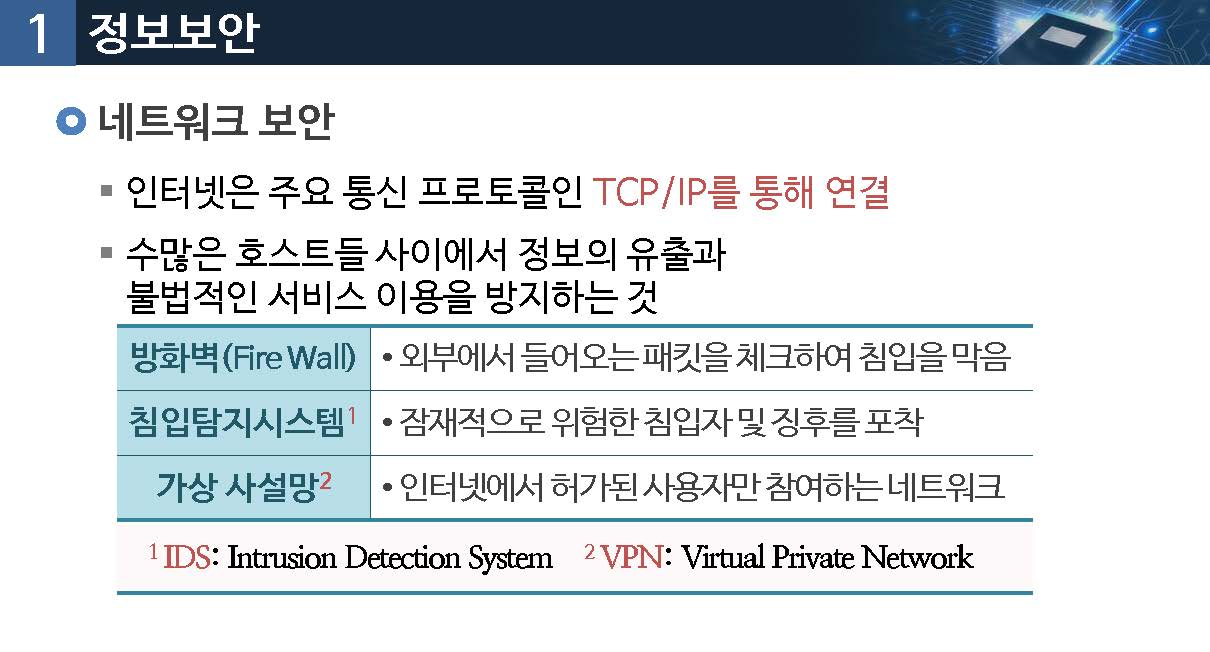 1 정보보안
네트워크 보안
▪ 인터넷은 주요 통신 프로토콜인 TCP/IP를 통해 연결
▪ 수많은 호스트들 사이에서 정보의 유출과
불법적인 서비스 이용을 방지하는 것
방화벽(Fire Wall) • 외부에서 들어오는 패킷을 체크하여 침입을 막음
침입탐지시스템1 • 잠재적으로 위험한 침입자 및 징후를 포착
가상 사설망2 • 인터넷에서 허가된 사용자만 참여하는 네트워크
1 IDS: Intrusion Detection System 2 VPN: Virtual Private Network